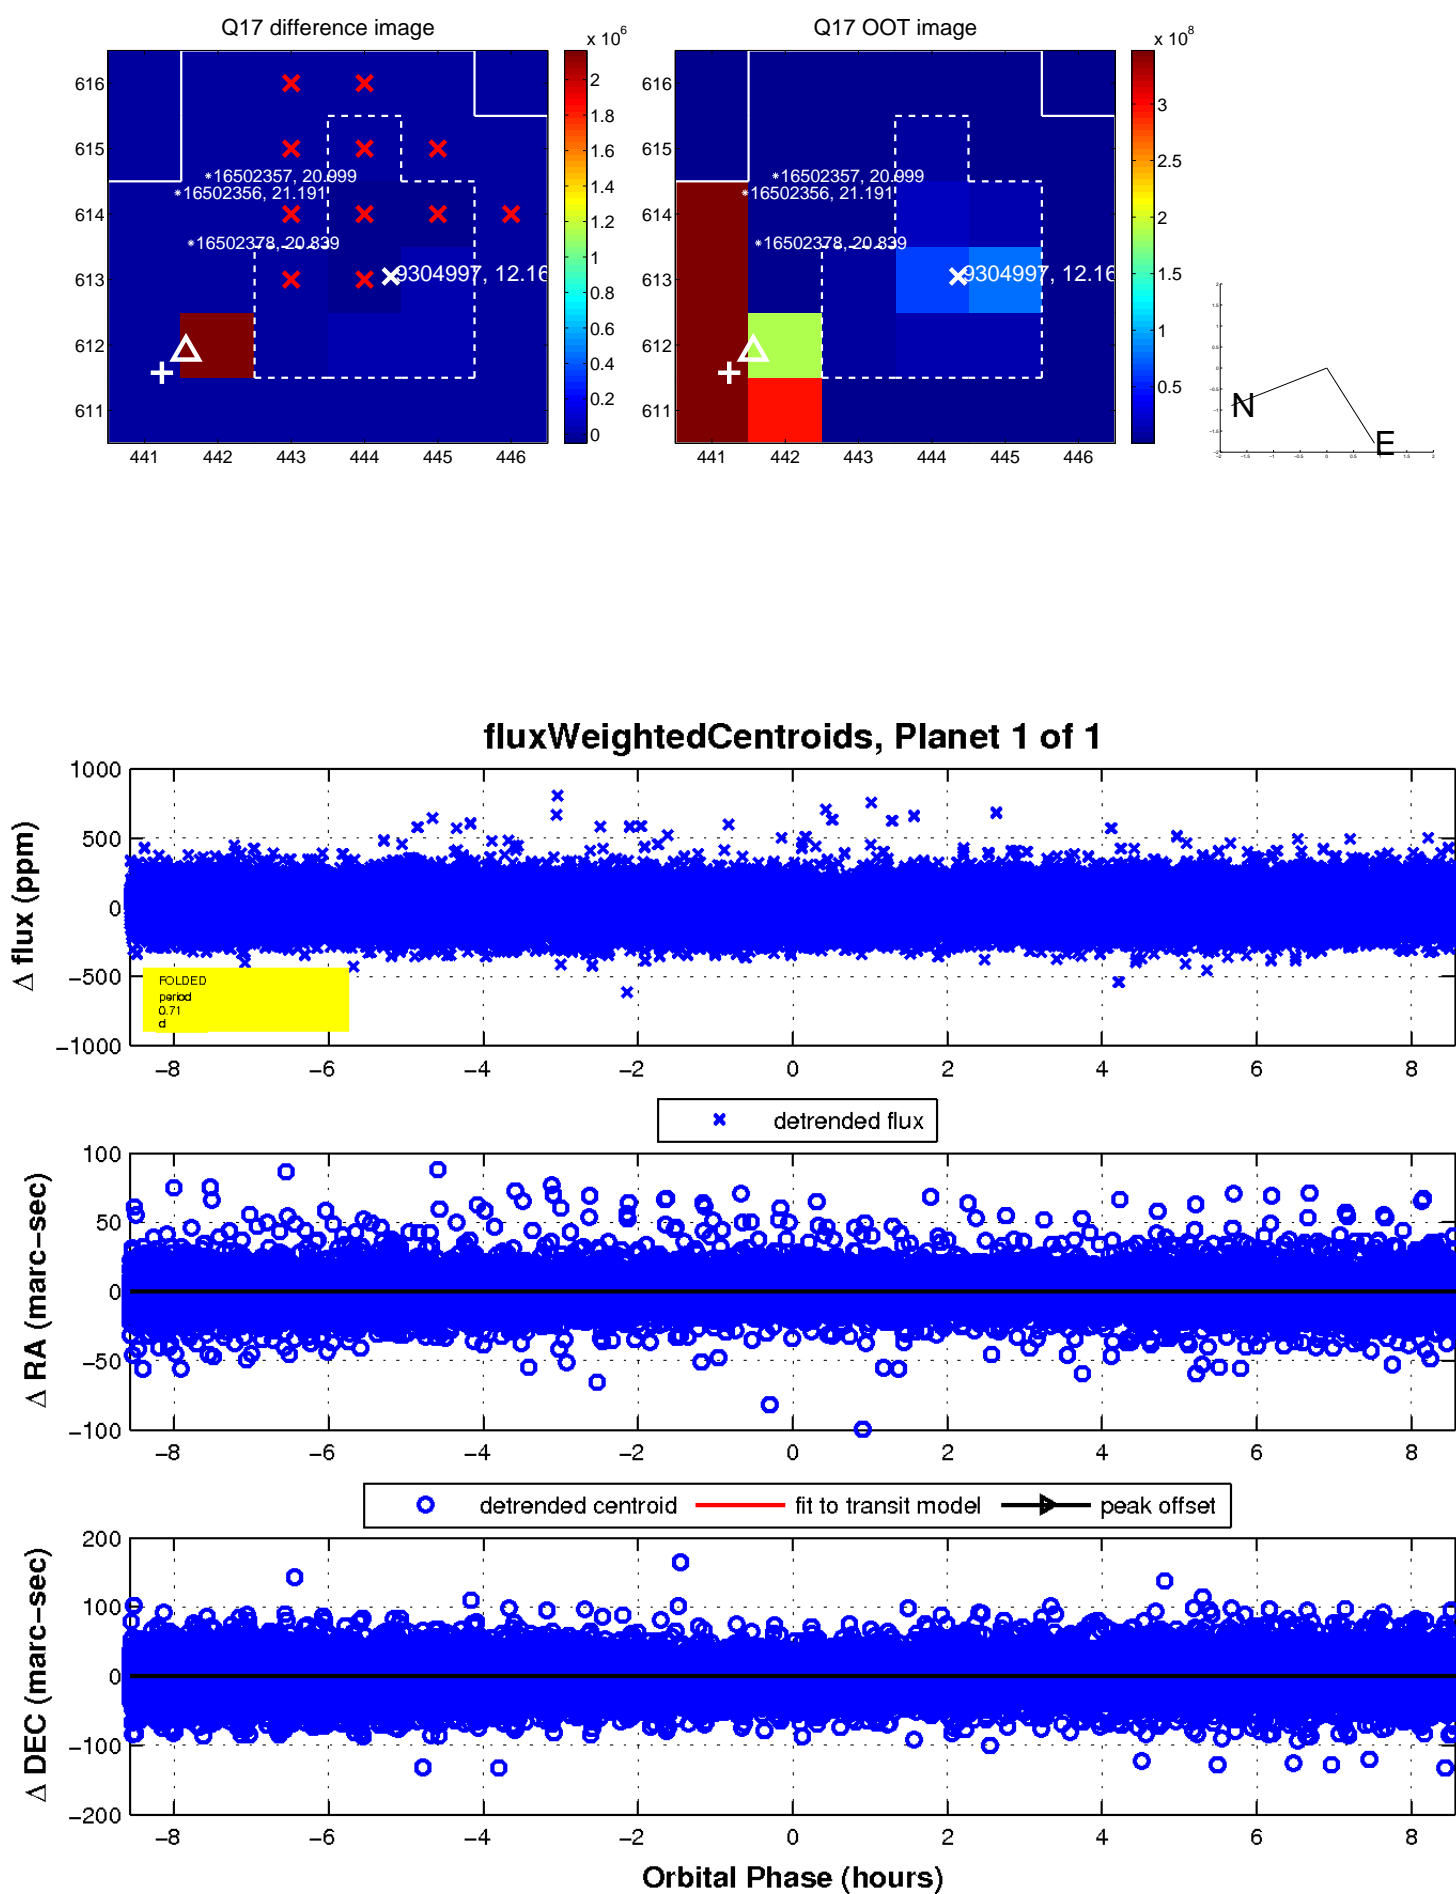 Q17 difference image
Q17 OOT image
x 10^6
x 10^8
616
615
614
613
612
611
441 442 443 444 445 446
16502357, 20.999
16502356, 21.191
16502378, 20.839
9304997, 12.16
2
1.8
1.6
1.4
1.2
1
0.8
0.6
0.4
0.2
0
616
615
614
613
612
611
441 442 443 444 445 446
16502357, 20.999
16502356, 21.191
16502378, 20.839
9304997, 12.16
3
2.5
2
1.5
1
0.5
N
E
fluxWeightedCentroids, Planet 1 of 1
Δ flux (ppm)
1000
500
0
−500
−1000
FOLDED
period
0.71
d
−8 −6 −4 −2 0 2 4 6 8
detrended flux
Δ RA (marc−sec)
100
50
0
−50
−100
−8 −6 −4 −2 0 2 4 6 8
detrended centroid fit to transit model peak offset
Δ DEC (marc−sec)
200
100
0
−100
−200
−8 −6 −4 −2 0 2 4 6 8
Orbital Phase (hours)